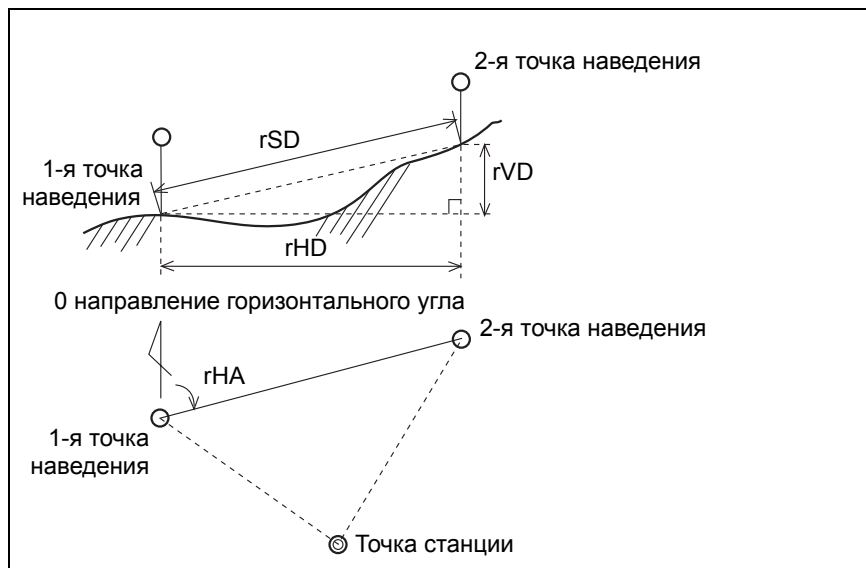 2-я точка наведения
rSD
1-я точка
наведения
rVD
rHD
0 направление горизонтального угла
2-я точка наведения
rHA
1-я точка
наведения
Точка станции